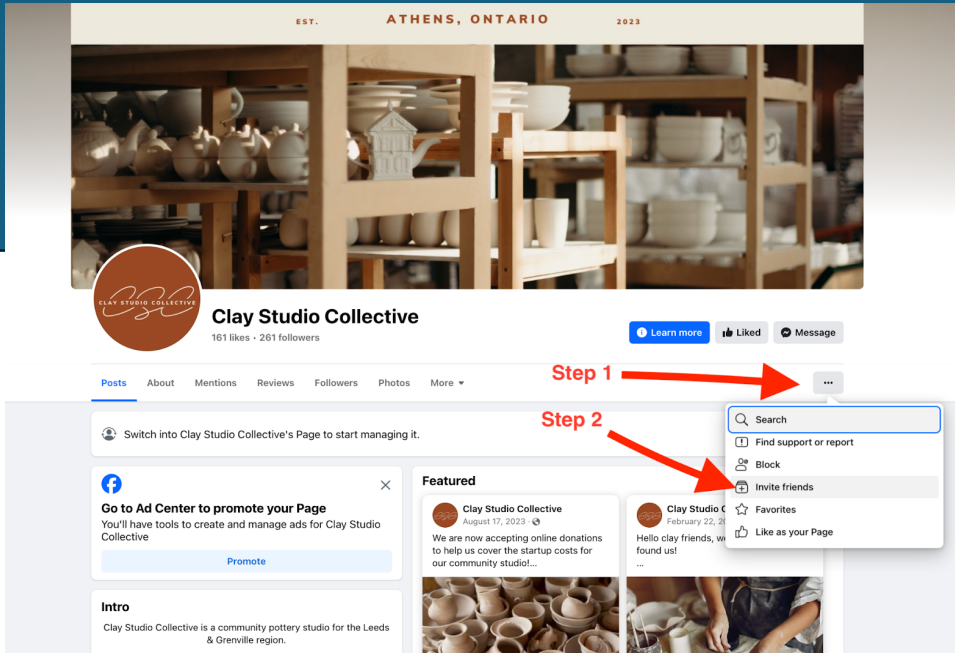 EST. ATHENS, ONTARIO 2023
CLAY STUDIO COLLECTIVE
Clay Studio Collective
161 likes • 261 followers
Learn more Liked Message
Posts About Mentions Reviews Followers Photos More
Step 1
...
Step 2
Search
Find support or report
Block
Invite friends
Favorites
Like as your Page
Switch into Clay Studio Collective's Page to start managing it.
Go to Ad Center to promote your Page
You'll have tools to create and manage ads for Clay Studio
Collective
Promote
Intro
Clay Studio Collective is a community pottery studio for the Leeds
& Grenville region.
Featured
Clay Studio Collective
August 17, 2023 ·
We are now accepting online donations
to help us cover the startup costs for
our community studio!...
Clay Studio
February 22,
Hello clay friends,
found us!
...